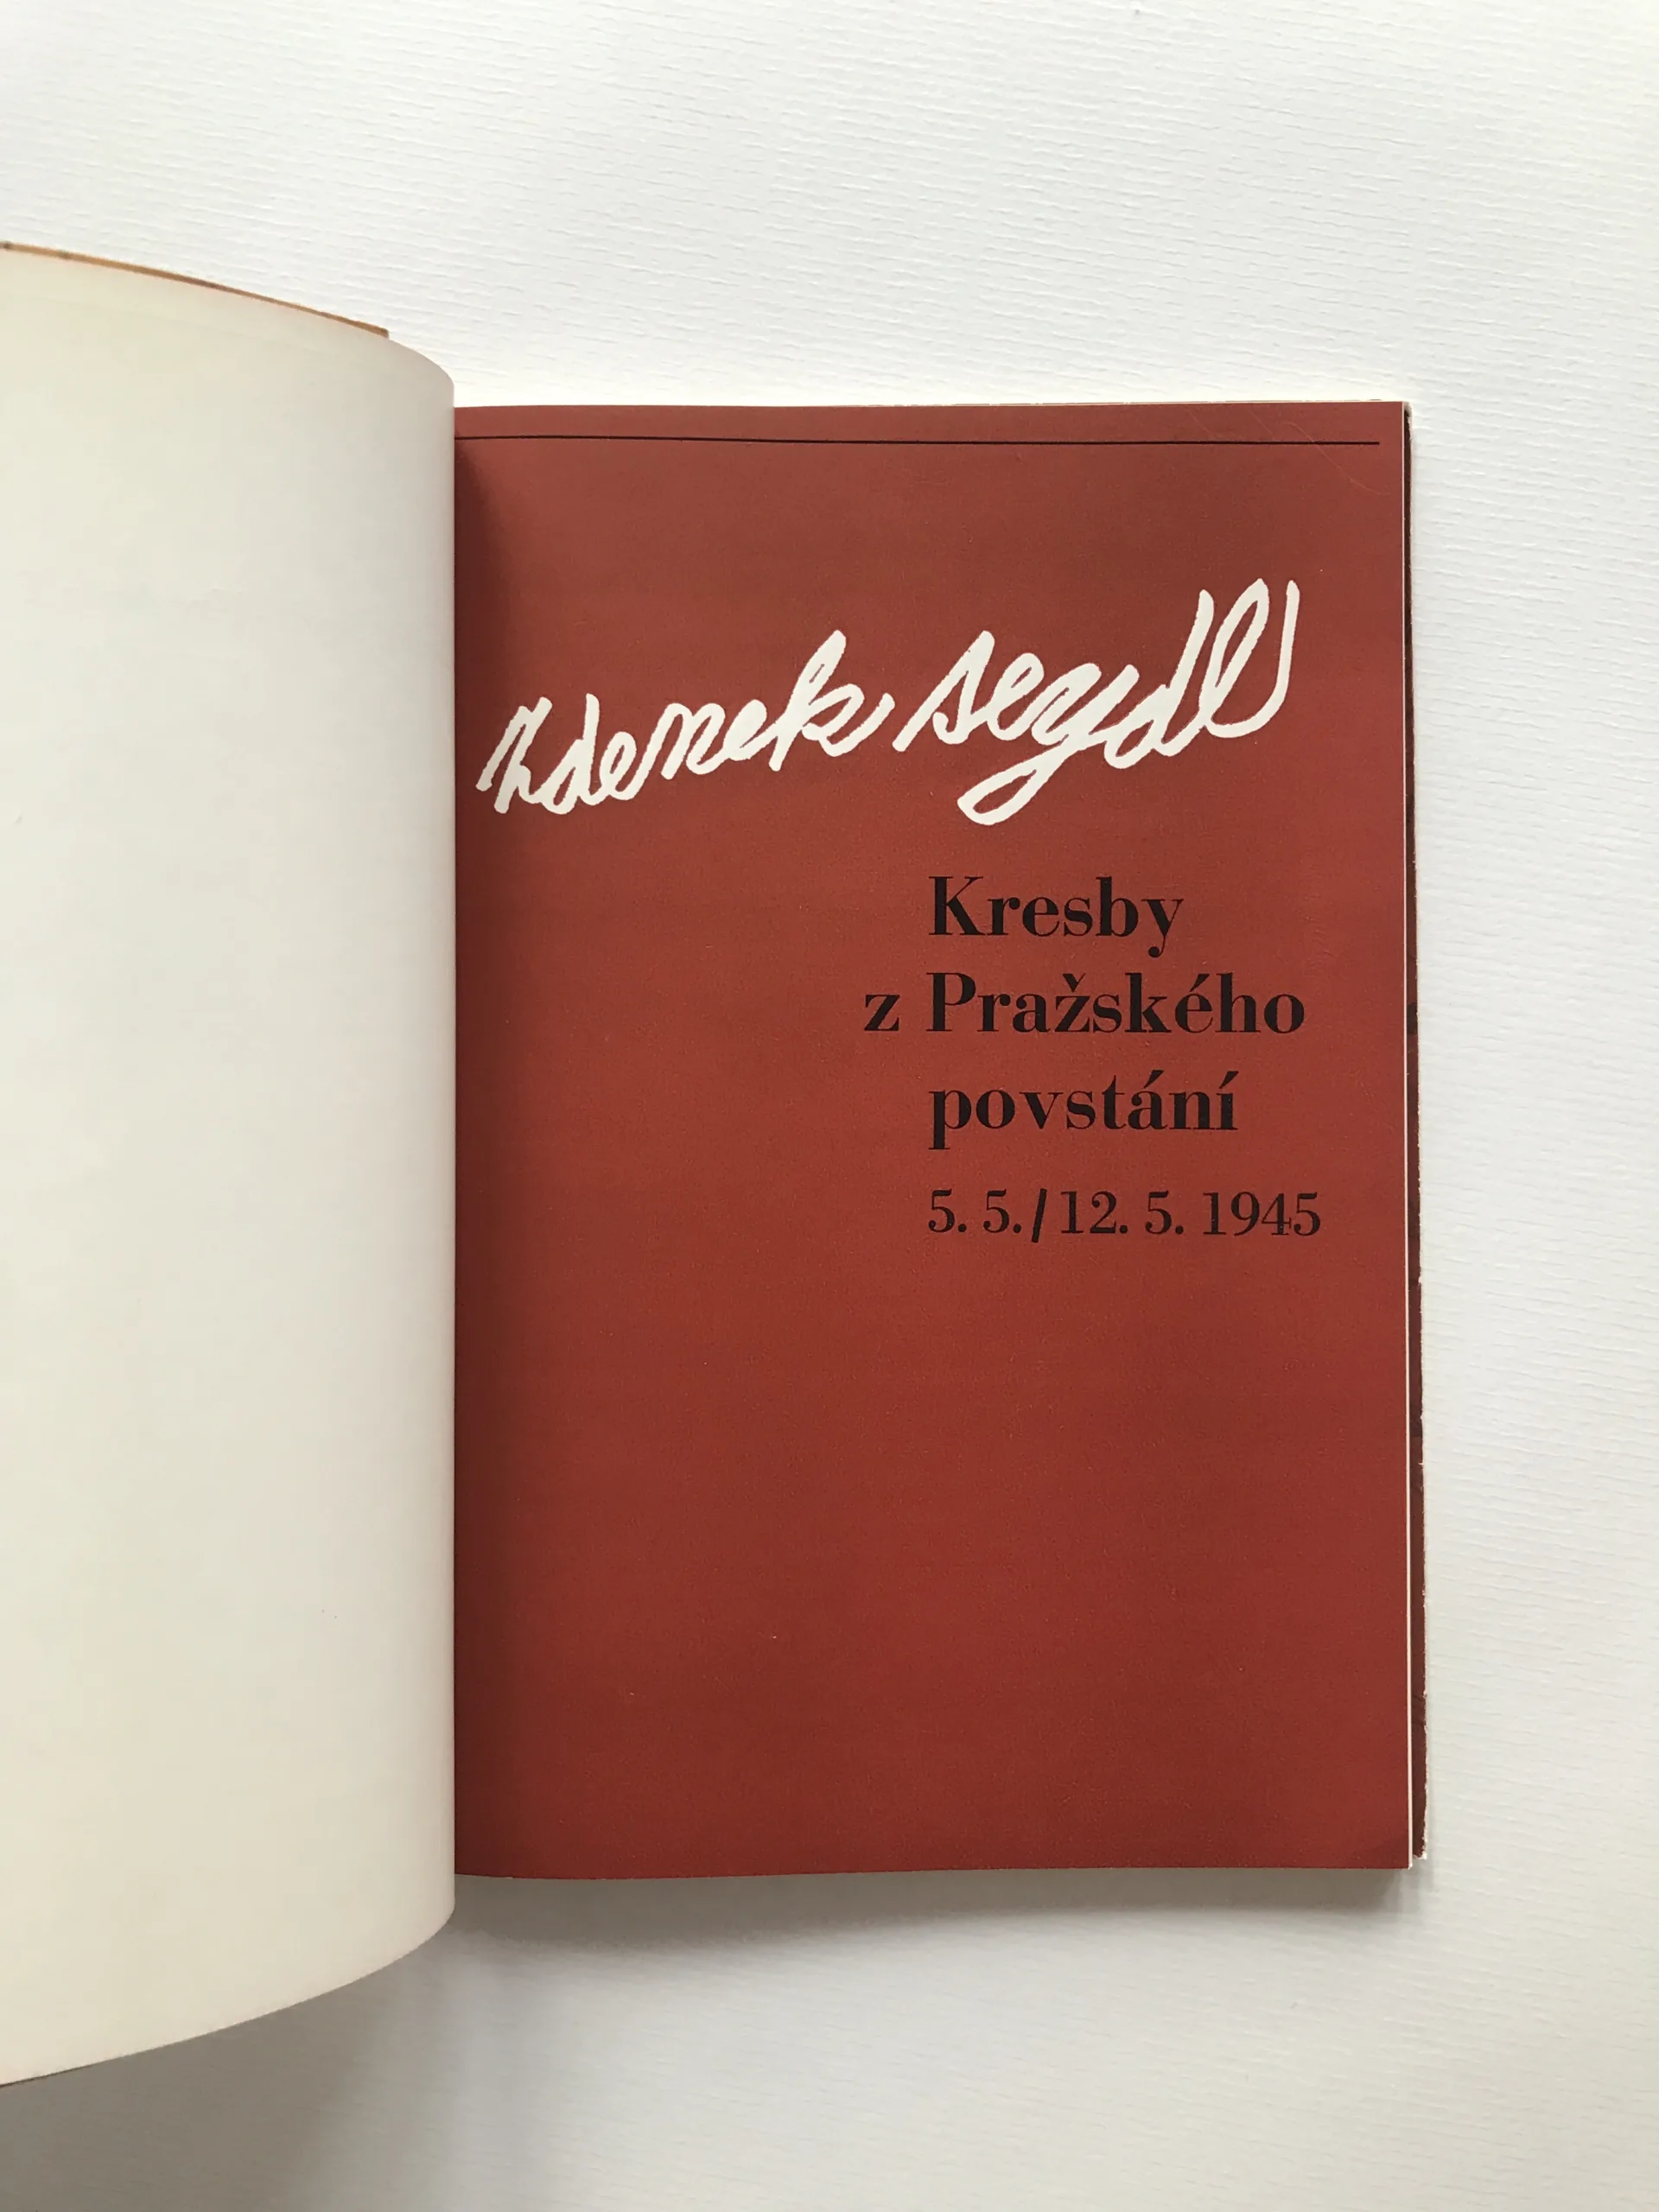 zdenek seydl
Kresby
z Pražského
povstání
5. 5./12. 5. 1945